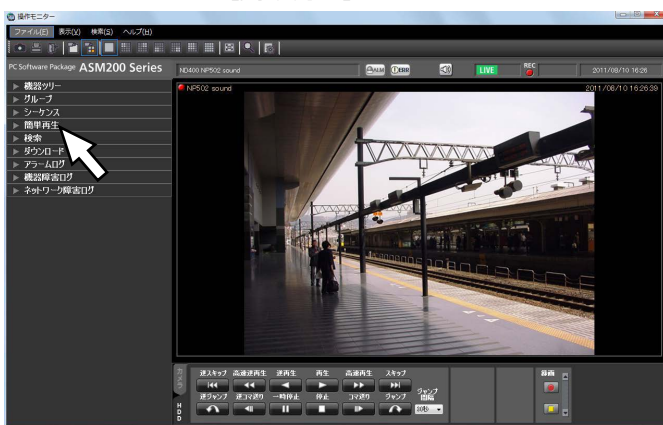 操作モニター
ファイル(F) 表示(V) 検索(S) ヘルプ(H)
PC Software Package ASM200 Series
ND400 NP502 sound ALM ERR LIVE REC 2011/08/10 16:26
NP502 sound 2011/08/10 16:26:39
機器ツリー
グループ
シーケンス
簡単再生
検索
ダウンロード
アラームログ
機器障害ログ
ネットワーク障害ログ
逆スキップ 高速逆再生 逆再生 再生 高速再生 スキップ 録画
逆ジャンプ 逆コマ送り 一時停止 停止 コマ送り ジャンプ ジャンプ間隔
30秒
HDD